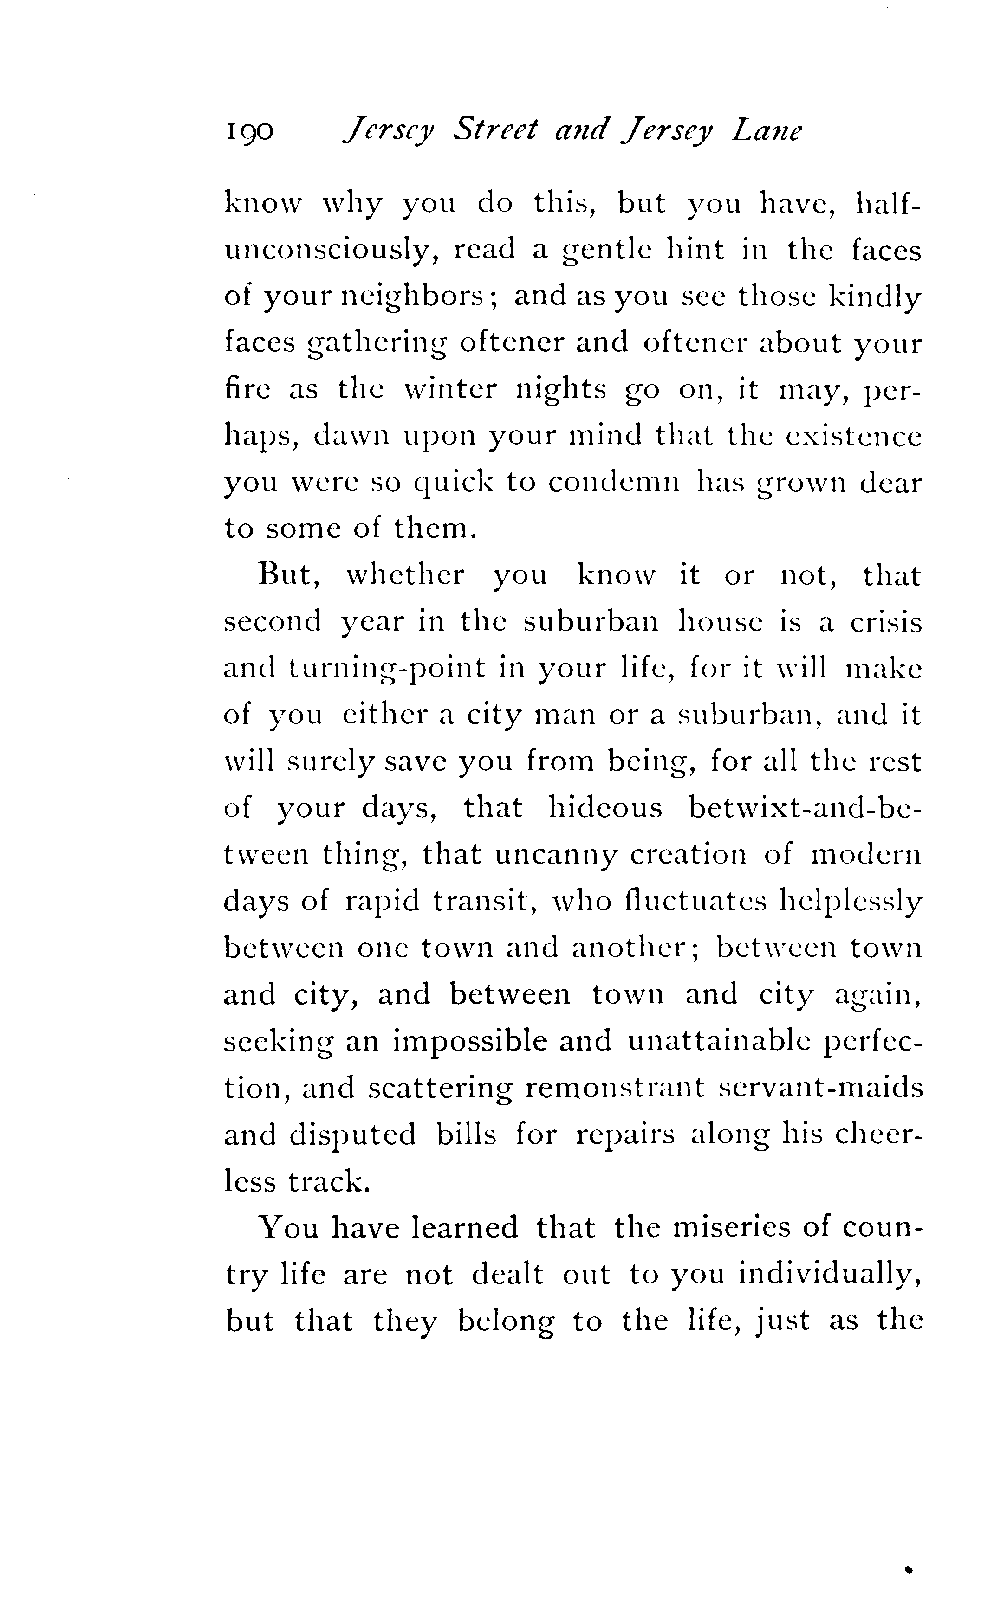 190 Jersey Street and Jersey Lane
know why you do this, but you have, half-
unconsciously, read a gentle hint in the faces
of your neighbors; and as you see those kindly
faces gathering oftener and oftener about your
fire as the winter nights go on, it may, per-
haps, dawn upon your mind that the existence
you were so quick to condemn has grown dear
to some of them.
But, whether you know it or not, that
second year in the suburban house is a crisis
and turning-point in your life, for it will make
of you either a city man or a suburban, and it
will surely save you from being, for all the rest
of your days, that hideous betwixt-and-be-
tween thing, that uncanny creation of modern
days of rapid transit, who fluctuates helplessly
between one town and another; between town
and city, and between town and city again,
seeking an impossible and unattainable perfec-
tion, and scattering remonstrant servant-maids
and disputed bills for repairs along his cheer-
less track.
You have learned that the miseries of coun-
try life are not dealt out to you individually,
but that they belong to the life, just as the